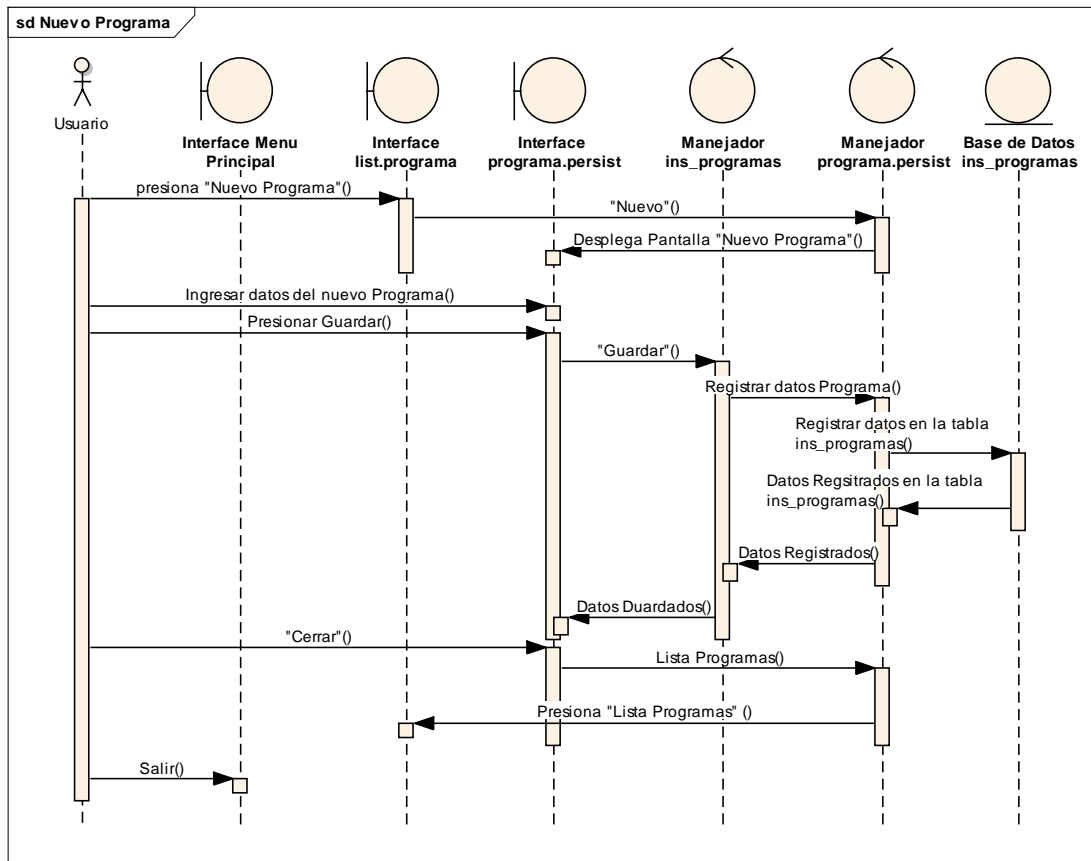 sd Nuevo Programa
Usuario
Interface Menu
Principal
Interface
list.programa
Interface
programa.persist
Manejador
ins_programas
Manejador
programa.persist
Base de Datos
ins_programas
presiona "Nuevo Programa"()
"Nuevo"()
Desplega Pantalla "Nuevo Programa"()
Ingresar datos del nuevo Programa()
Presionar Guardar()
"Guardar"()
Registrar datos Programa()
Registrar datos en la tabla
ins_programas()
Datos Regsitrados en la tabla
ins_programas()
Datos Registrados()
Datos Duardados()
"Cerrar"()
Lista Programas()
Presiona "Lista Programas" ()
Salir()